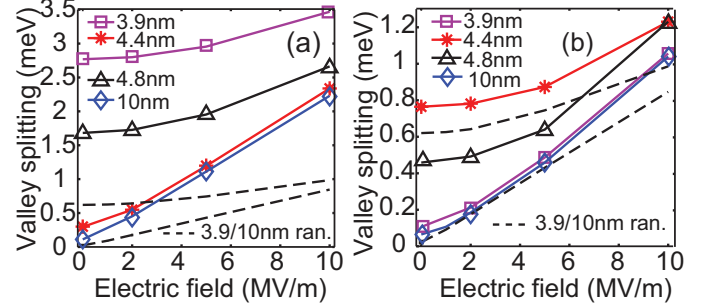 3.5
3
2.5
2
1.5
1
0.5
0
Valley splitting (meV)
3.9nm
4.4nm
4.8nm
10nm
(a)
3.9/10nm ran.
0 2 4 6 8 10
Electric field (MV/m)
1.2
1
0.8
0.6
0.4
0.2
0
Valley splitting (meV)
3.9nm
4.4nm
4.8nm
10nm
(b)
3.9/10nm ran.
0 2 4 6 8 10
Electric field (MV/m)